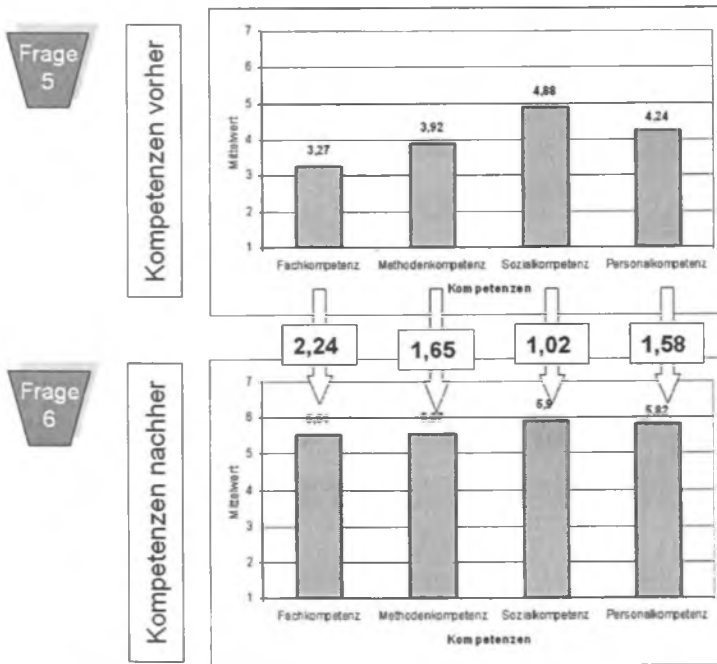 Frage
5
Kompetenzen vorher
Mittelwert
7
6
5
4
3
2
1
3,27
3,92
4,88
4,24
Fachkompetenz Methodenkompetenz Sozialkompetenz Personalkompetenz
Kompetenzen
2,24 1,65 1,02 1,58
Frage
6
Kompetenzen nachher
Mittelwert
7
6
5
4
3
2
1
5,9
5,82
Fachkompetenz Methodenkompetenz Sozialkompetenz Personalkompetenz
Kompetenzen